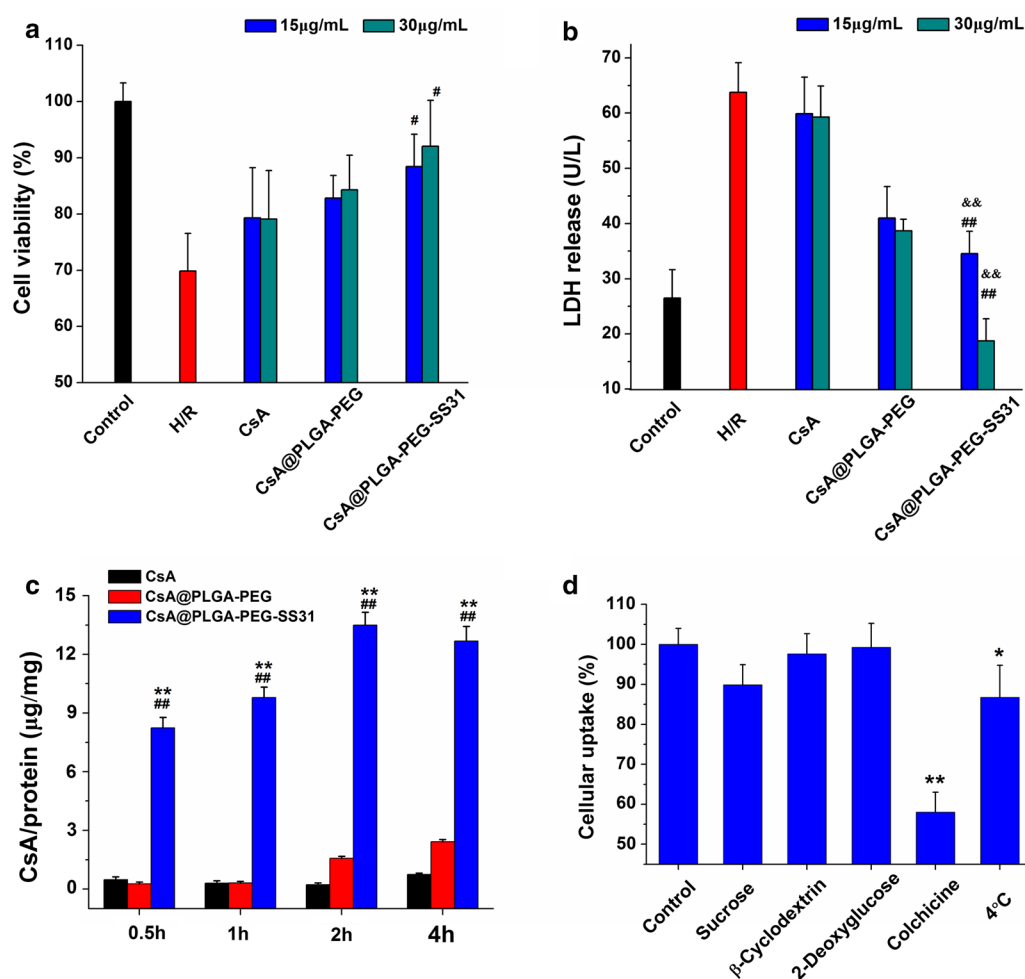 a
15μg/mL 30μg/mL
110
100
90
80
70
60
50
Cell viability (%)
#
#
Control
H/R
CsA
CsA@PLGA-PEG
CsA@PLGA-PEG-SS31
b
15μg/mL 30μg/mL
70
60
50
40
30
20
10
LDH release (U/L)
&&
##
&&
##
Control
H/R
CsA
CsA@PLGA-PEG
CsA@PLGA-PEG-SS31
c
CsA
CsA@PLGA-PEG
CsA@PLGA-PEG-SS31
15
12
9
6
3
0
CsA/protein (μg/mg)
**
##
**
##
**
##
**
##
0.5h 1h 2h 4h
d
110
100
90
80
70
60
50
Cellular uptake (%)
**
*
Control
Sucrose
β-Cyclodextrin
2-Deoxyglucose
Colchicine
4°C